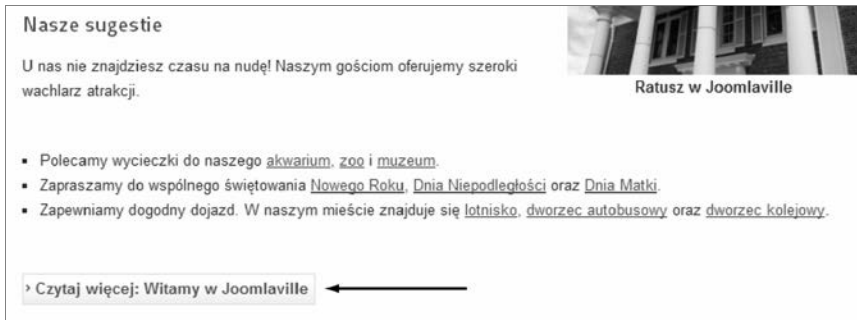 Nasze sugestie
U nas nie znajdziesz czasu na nudę! Naszym gościom oferujemy szeroki
wachlarz atrakcji.
Ratusz w Joomlaville
▪ Polecamy wycieczki do naszego akwarium, zoo i muzeum.
▪ Zapraszamy do wspólnego świętowania Nowego Roku, Dnia Niepodległości oraz Dnia Matki.
▪ Zapewniamy dogodny dojazd. W naszym mieście znajduje się lotnisko, dworzec autobusowy oraz dworzec kolejowy.
› Czytaj więcej: Witamy w Joomlaville